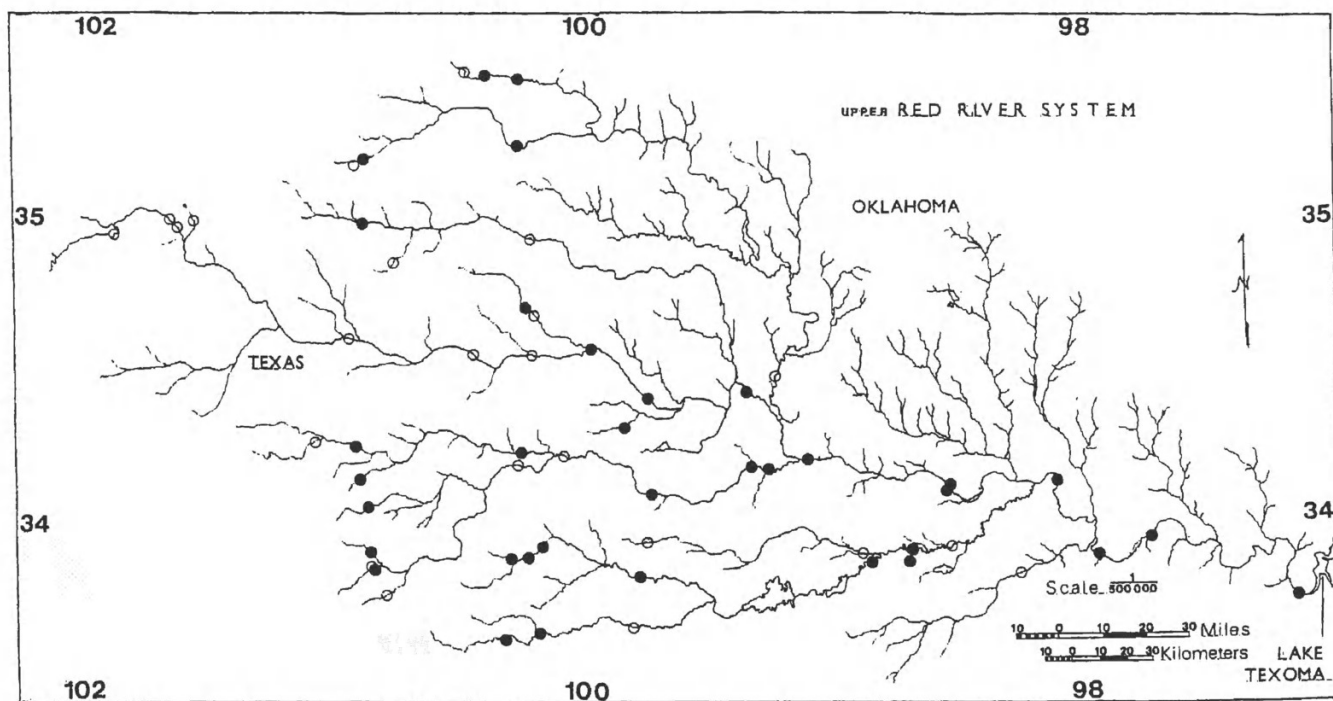 102 100 98
UPPER RED RIVER SYSTEM
35 OKLAHOMA 35
N
TEXAS
34 34
Scale 1
500000
10 0 10 20 30 Miles
10 0 10 20 30 Kilometers
LAKE
TEXOMA
102 100 98